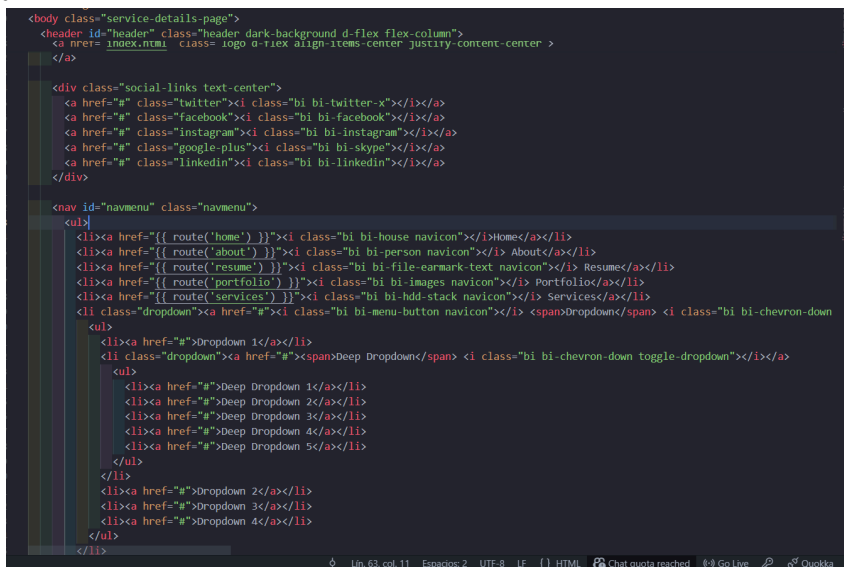 <body class="service-details-page">
<header id="header" class="header dark-background d-flex flex-column">
<a href="index.html" class="logo d-flex align-items-center justify-content-center">
</a>
<div class="social-links text-center">
<a href="#" class="twitter"><i class="bi bi-twitter-x"></i></a>
<a href="#" class="facebook"><i class="bi bi-facebook"></i></a>
<a href="#" class="instagram"><i class="bi bi-instagram"></i></a>
<a href="#" class="google-plus"><i class="bi bi-skype"></i></a>
<a href="#" class="linkedin"><i class="bi bi-linkedin"></i></a>
</div>
<nav id="navmenu" class="navmenu">
<ul>
<li><a href="{{ route('home') }}"><i class="bi bi-house navicon"></i>Home</a></li>
<li><a href="{{ route('about') }}"><i class="bi bi-person navicon"></i> About</a></li>
<li><a href="{{ route('resume') }}"><i class="bi bi-file-earmark-text navicon"></i> Resume</a></li>
<li><a href="{{ route('portfolio') }}"><i class="bi bi-images navicon"></i> Portfolio</a></li>
<li><a href="{{ route('services') }}"><i class="bi bi-hdd-stack navicon"></i> Services</a></li>
<li class="dropdown"><a href="#"><i class="bi bi-menu-button navicon"></i> <span>Dropdown</span> <i class="bi bi-chevron-down
<ul>
<li><a href="#">Dropdown 1</a></li>
<li class="dropdown"><a href="#"><span>Deep Dropdown</span> <i class="bi bi-chevron-down toggle-dropdown"></i></a>
<ul>
<li><a href="#">Deep Dropdown 1</a></li>
<li><a href="#">Deep Dropdown 2</a></li>
<li><a href="#">Deep Dropdown 3</a></li>
<li><a href="#">Deep Dropdown 4</a></li>
<li><a href="#">Deep Dropdown 5</a></li>
</ul>
</li>
<li><a href="#">Dropdown 2</a></li>
<li><a href="#">Dropdown 3</a></li>
<li><a href="#">Dropdown 4</a></li>
</ul>
</li>
Lín. 63, col. 11 Espacios: 2 UTF-8 LF {} HTML Chat quota reached Go Live Quokka